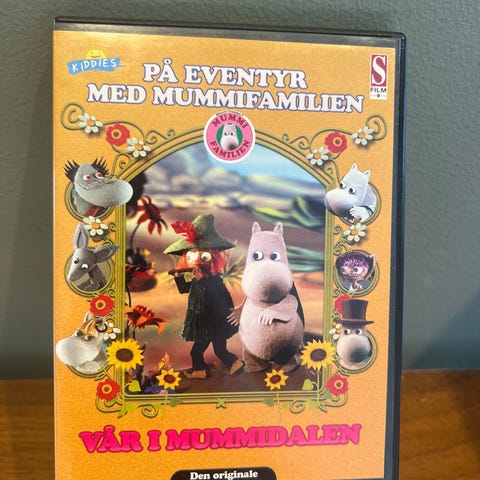 KIDDIES
PÅ EVENTYR
MED MUMMIFAMILIEN
S
FILM
MUMMI
FAMILIEN
VÅR I MUMMIDALEN
Den originale